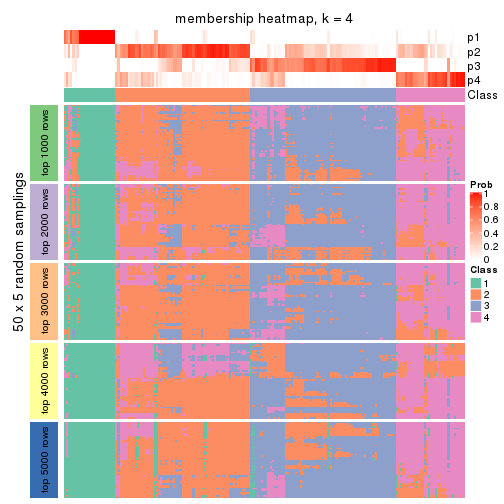 membership heatmap, k = 4
p1
p2
p3
p4
Class
50 x 5 random samplings
top 1000 rows
top 2000 rows
top 3000 rows
top 4000 rows
top 5000 rows
Prob
1
0.8
0.6
0.4
0.2
0
Class
1
2
3
4